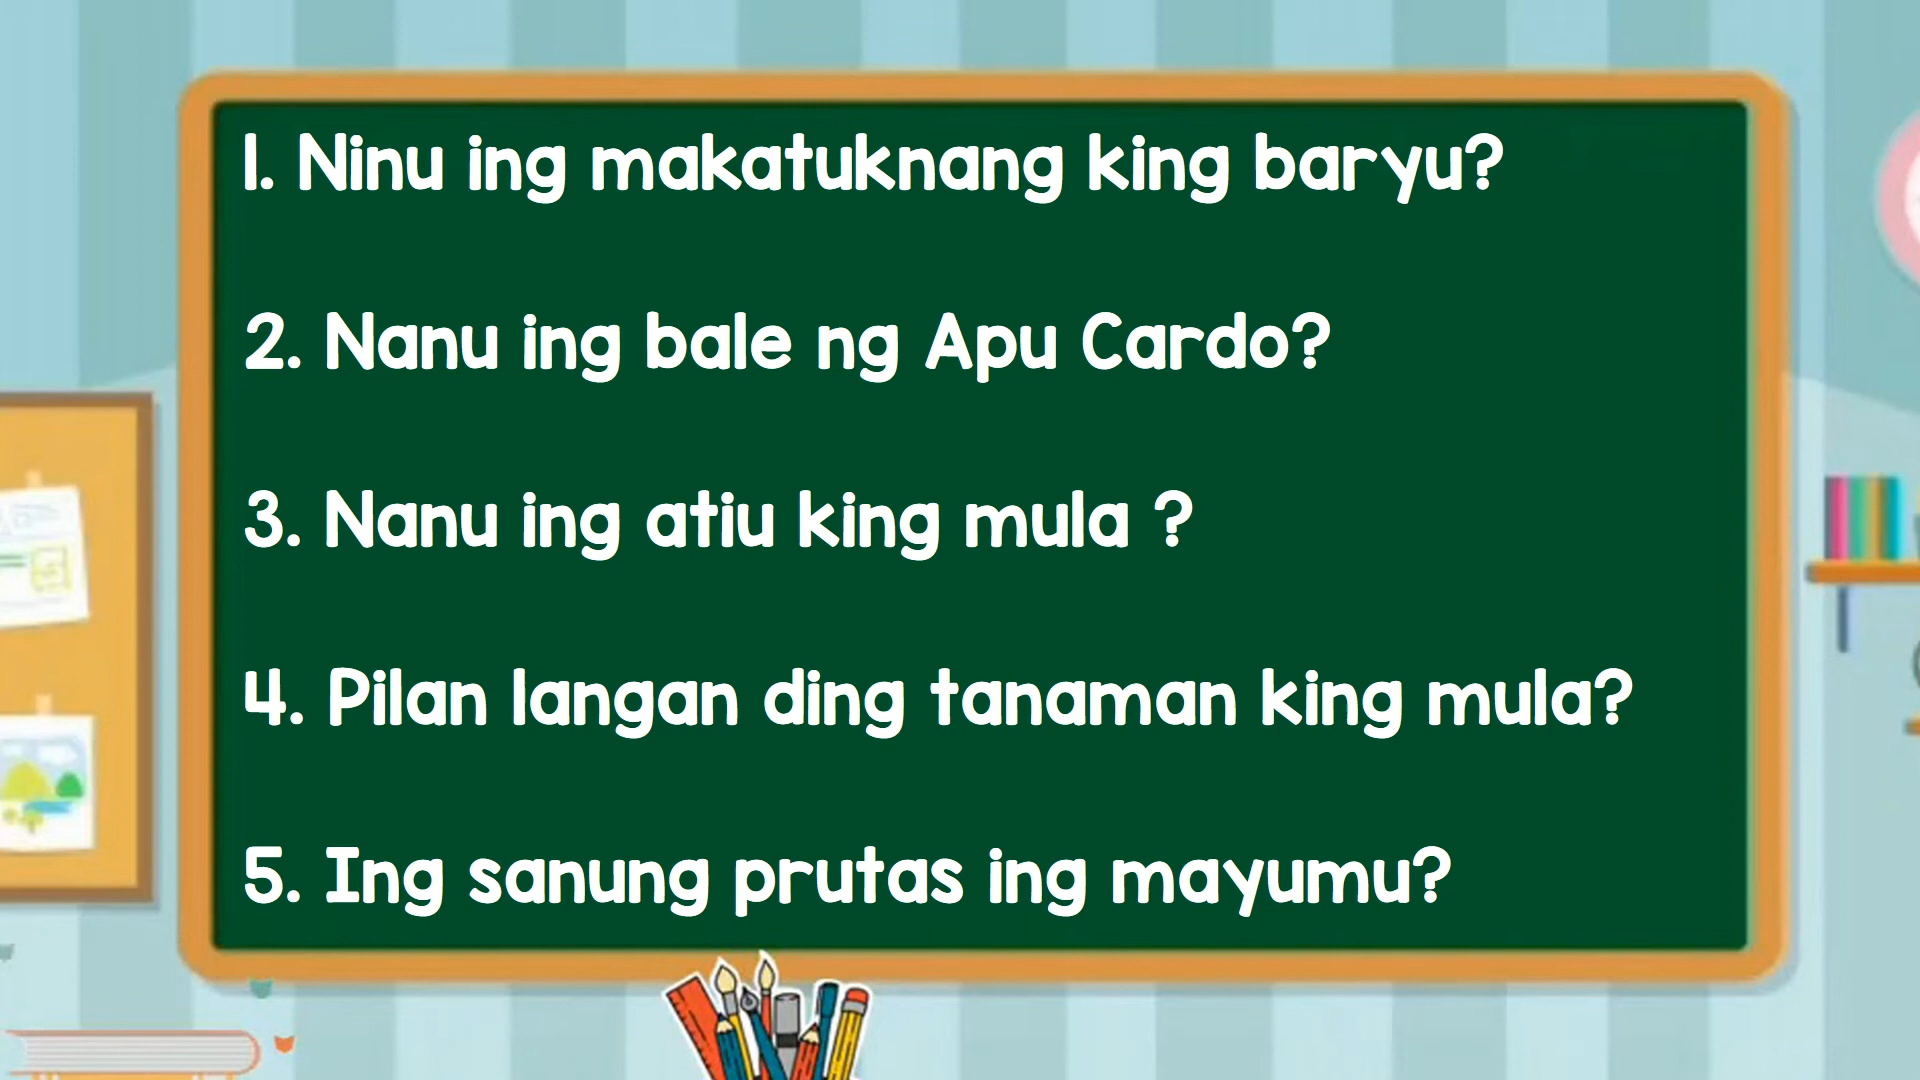 1. Ninu ing makatuknang king baryu?
2. Nanu ing bale ng Apu Cardo?
3. Nanu ing atiu king mula ?
4. Pilan langan ding tanaman king mula?
5. Ing sanung prutas ing mayumu?